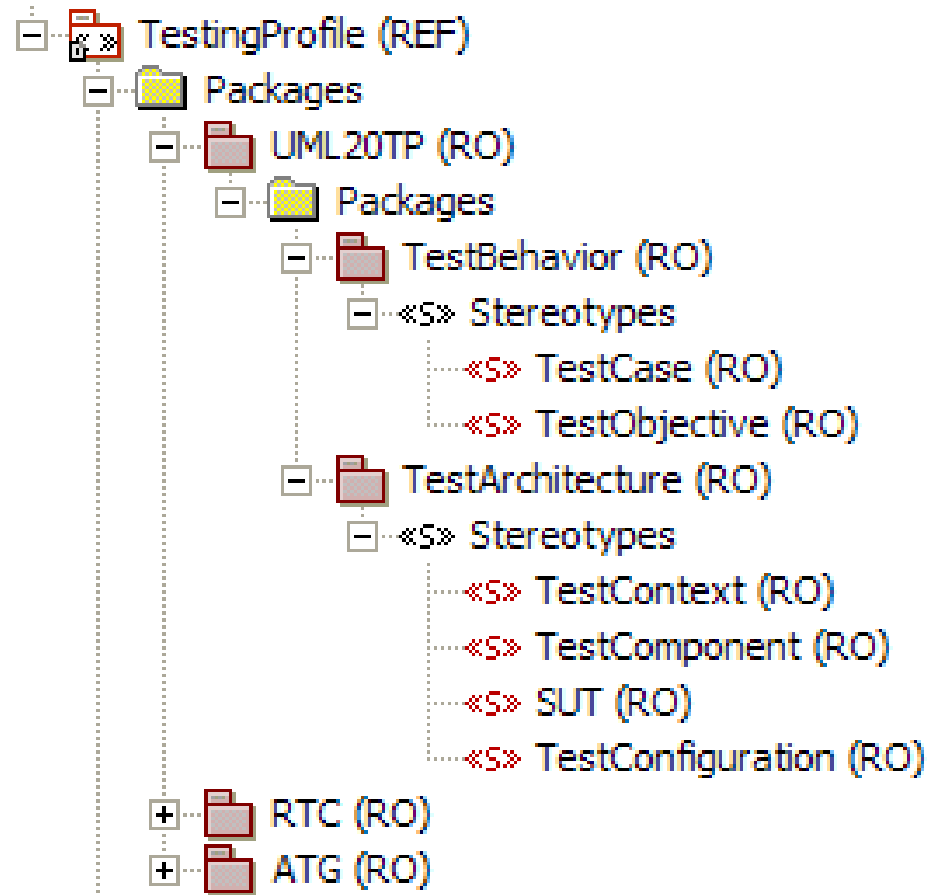 TestingProfile (REF)
Packages
UML20TP (RO)
Packages
TestBehavior (RO)
«S» Stereotypes
«S» TestCase (RO)
«S» TestObjective (RO)
TestArchitecture (RO)
«S» Stereotypes
«S» TestContext (RO)
«S» TestComponent (RO)
«S» SUT (RO)
«S» TestConfiguration (RO)
RTC (RO)
ATG (RO)